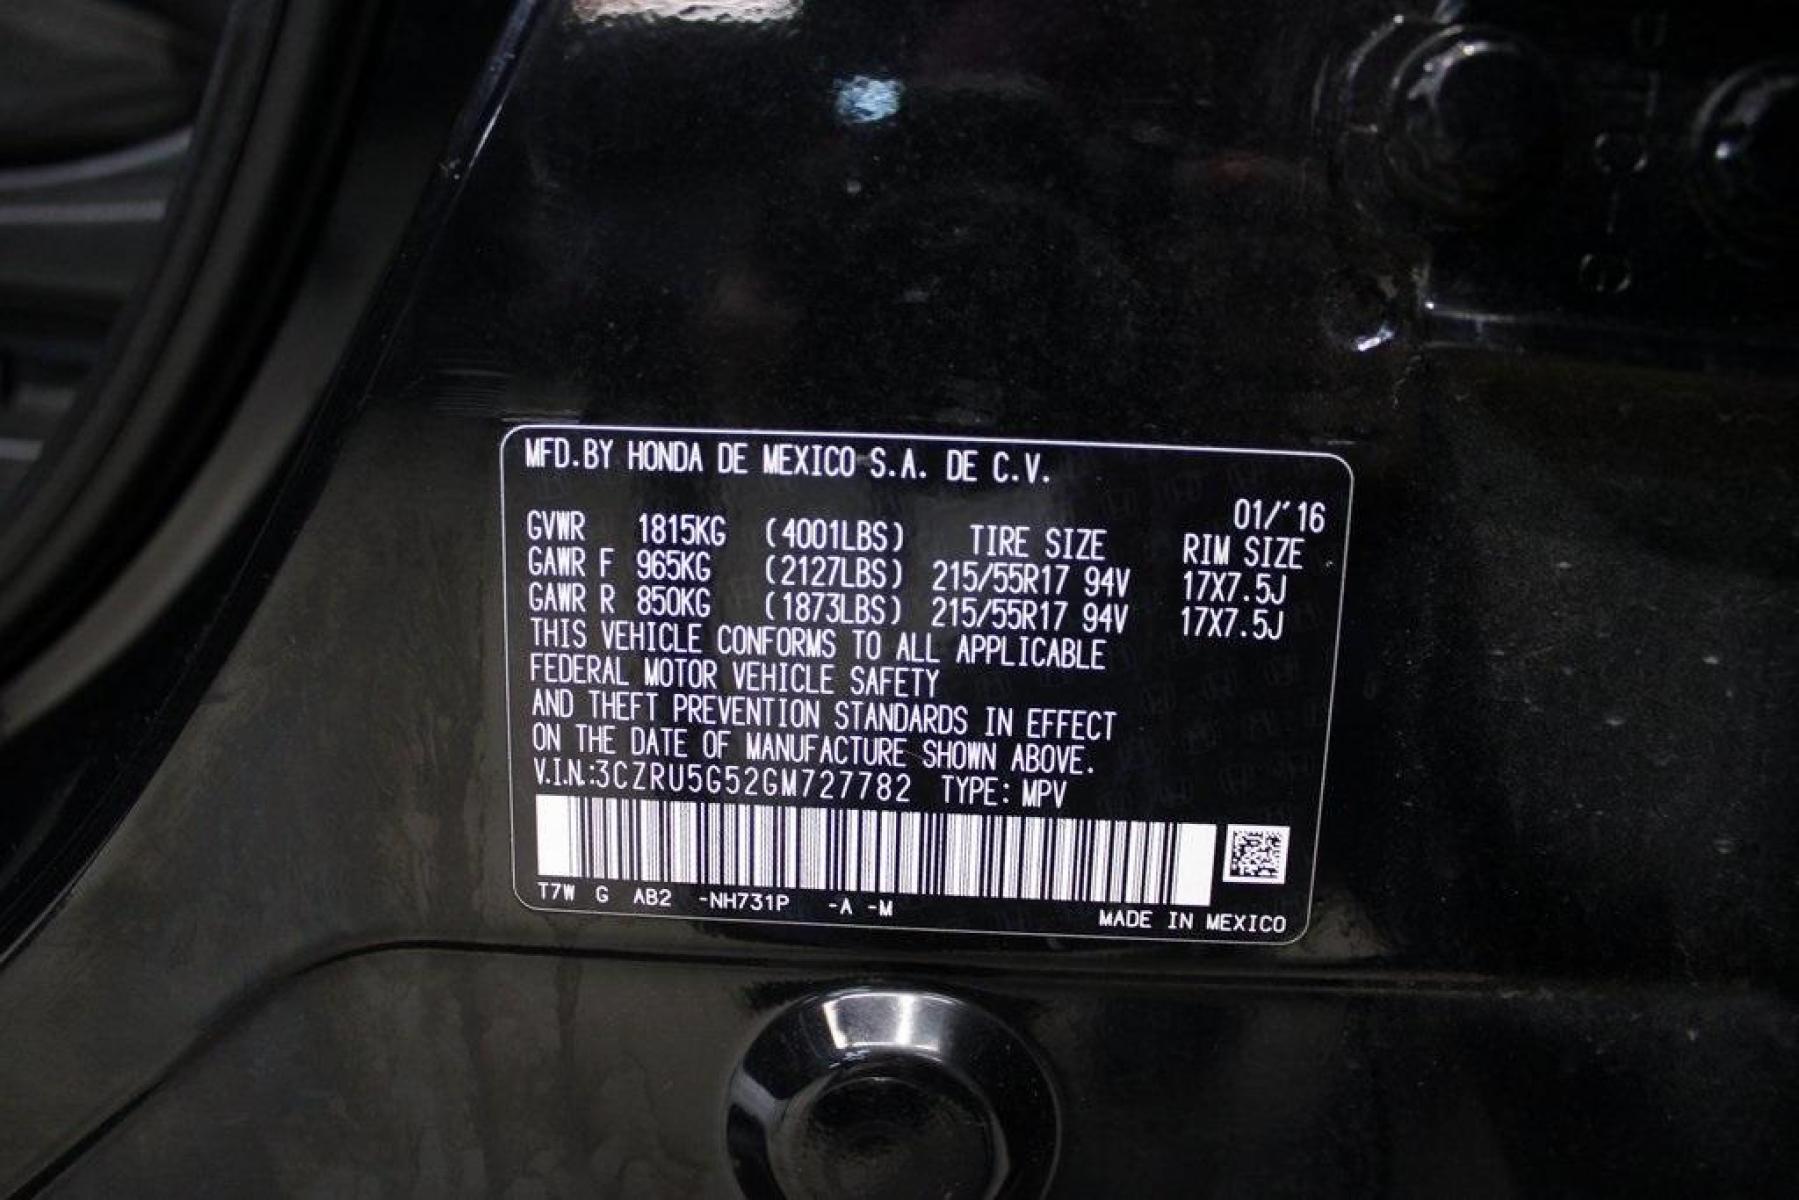 MFD.BY HONDA DE MEXICO S.A. DE C.V.
01/'16
GVWR 1815KG (4001LBS) TIRE SIZE RIM SIZE
GAWR F 965KG (2127LBS) 215/55R17 94V 17X7.5J
GAWR R 850KG (1873LBS) 215/55R17 94V 17X7.5J
THIS VEHICLE CONFORMS TO ALL APPLICABLE
FEDERAL MOTOR VEHICLE SAFETY
AND THEFT PREVENTION STANDARDS IN EFFECT
ON THE DATE OF MANUFACTURE SHOWN ABOVE.
V.I.N.:3CZRU5G52GM727782 TYPE: MPV
T7W G AB2 -NH731P -A -M MADE IN MEXICO